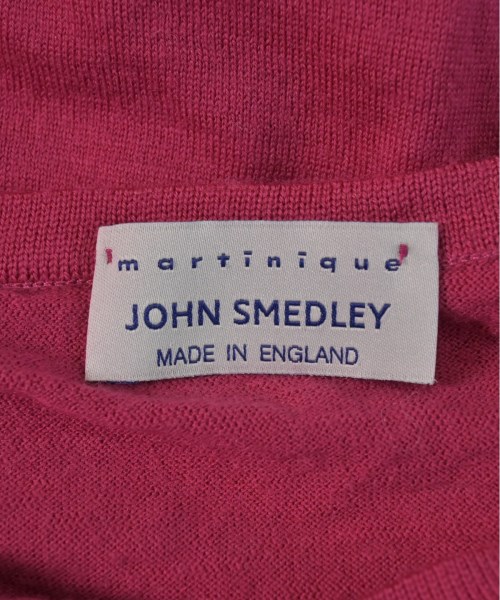 'martinique'
JOHN SMEDLEY
MADE IN ENGLAND